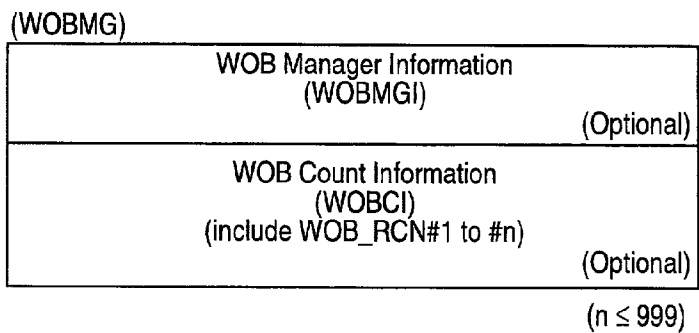 (WOBMG)
WOB Manager Information
(WOBMGI)
(Optional)
WOB Count Information
(WOBCI)
(include WOB_RCN#1 to #n)
(Optional)
(n ≤ 999)